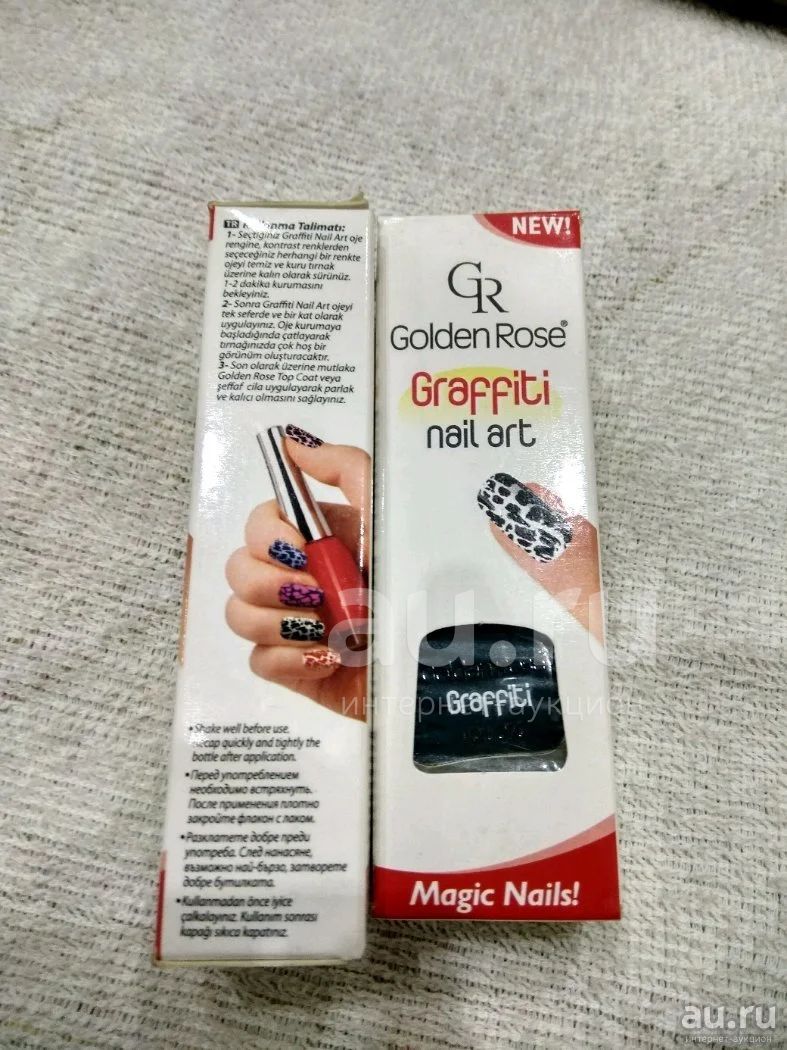 TR Kullanma Talimatı:
1- Seçtiğiniz Graffiti Nail Art oje
rengine, kontrast renklerden
seçeceğiniz herhangi bir renkte
ojeyi temiz ve kuru tırnak
üzerine kalın olarak sürünüz.
1-2 dakika kurumasını
bekleyiniz.
2- Sonra Graffiti Nail Art ojeyi
tek seferde ve bir kat olarak
uygulayınız. Oje kurumaya
başladığında çatlayarak
tırnağınızda çok hoş bir
görünüm oluşturacaktır.
3- Son olarak üzerine mutlaka
Golden Rose Top Coat veya
şeffaf cila uygulayarak parlak
ve kalıcı olmasını sağlayınız.
•Shake well before use.
Recap quickly and tightly the
bottle after application.
•Перед употреблением
необходимо встряхнуть.
После применения плотно
закройте флакон с лаком.
•Разклатете добре преди
употреба. След нанасяне,
възможно най-бързо, затворете
добре бутилката.
•Kullanmadan önce iyice
çalkalayınız. Kullanım sonrası
kapağı sıkıca kapatınız.
NEW!
GR
Golden Rose®
Graffiti
nail art
Graffiti
Magic Nails!
au.ru
интернет-аукцион
au.ru
интернет-аукцион